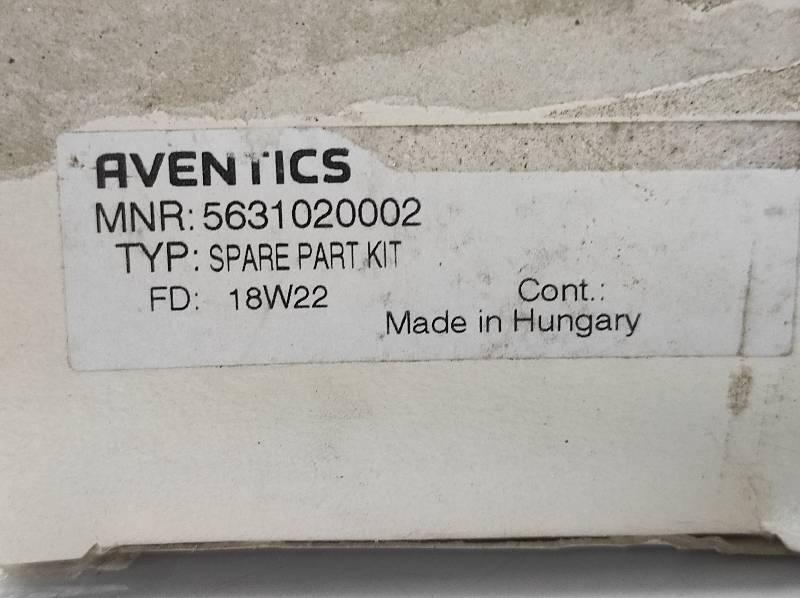 AVENTICS
MNR: 5631020002
TYP: SPARE PART KIT
FD: 18W22 Cont.:
Made in Hungary